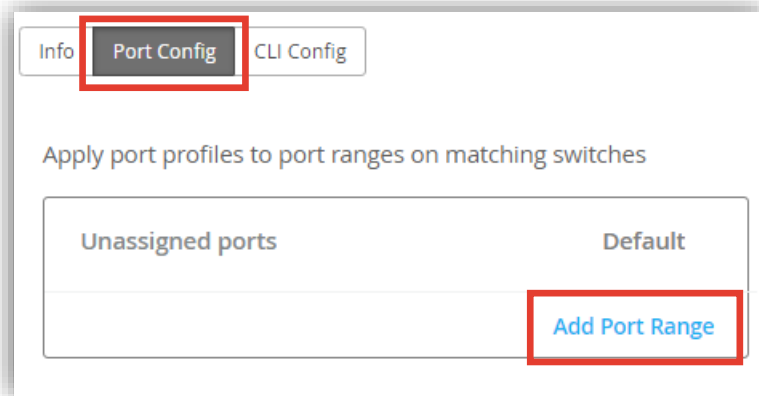 Info Port Config CLI Config
Apply port profiles to port ranges on matching switches
Unassigned ports Default
Add Port Range